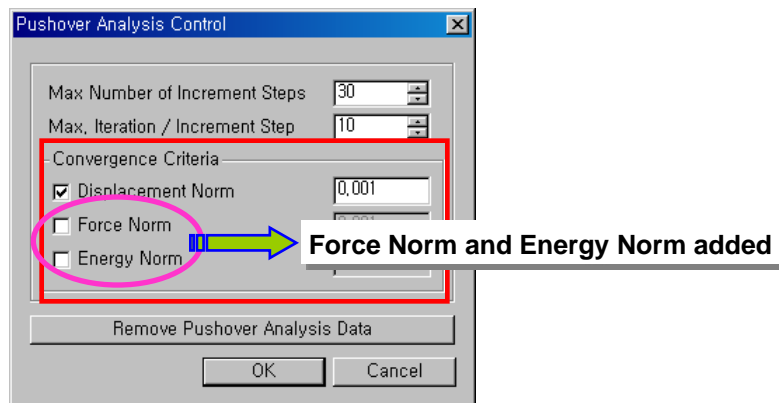 Pushover Analysis Control
Max Number of Increment Steps 30
Max, Iteration / Increment Step 10
Convergence Criteria
Displacement Norm 0,001
Force Norm
Energy Norm
Force Norm and Energy Norm added
Remove Pushover Analysis Data
OK Cancel